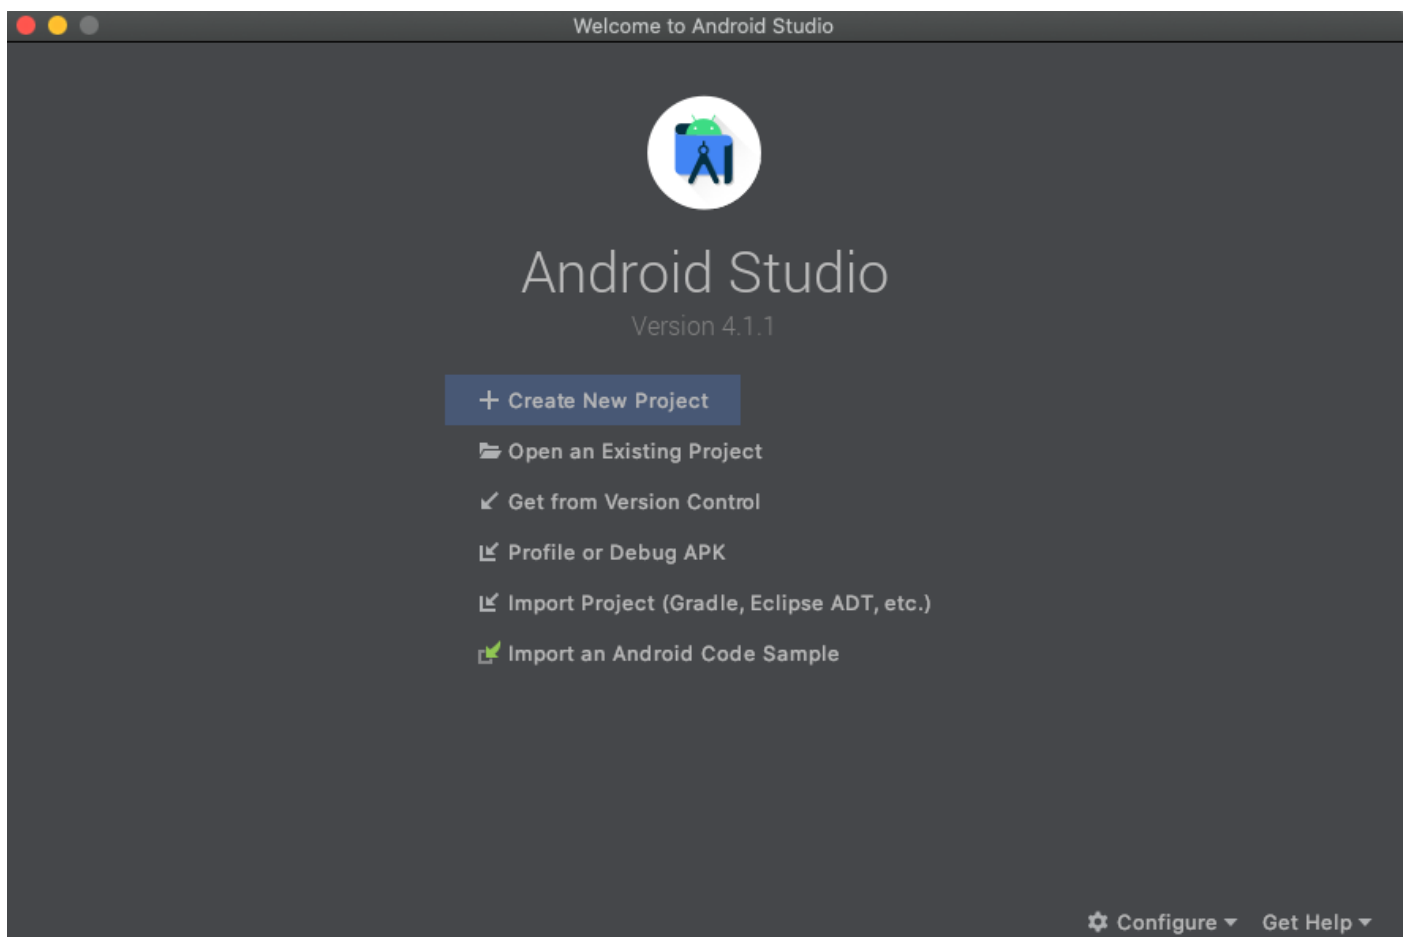 Welcome to Android Studio
Android Studio
Version 4.1.1
Create New Project
Open an Existing Project
Get from Version Control
Profile or Debug APK
Import Project (Gradle, Eclipse ADT, etc.)
Import an Android Code Sample
Configure Get Help